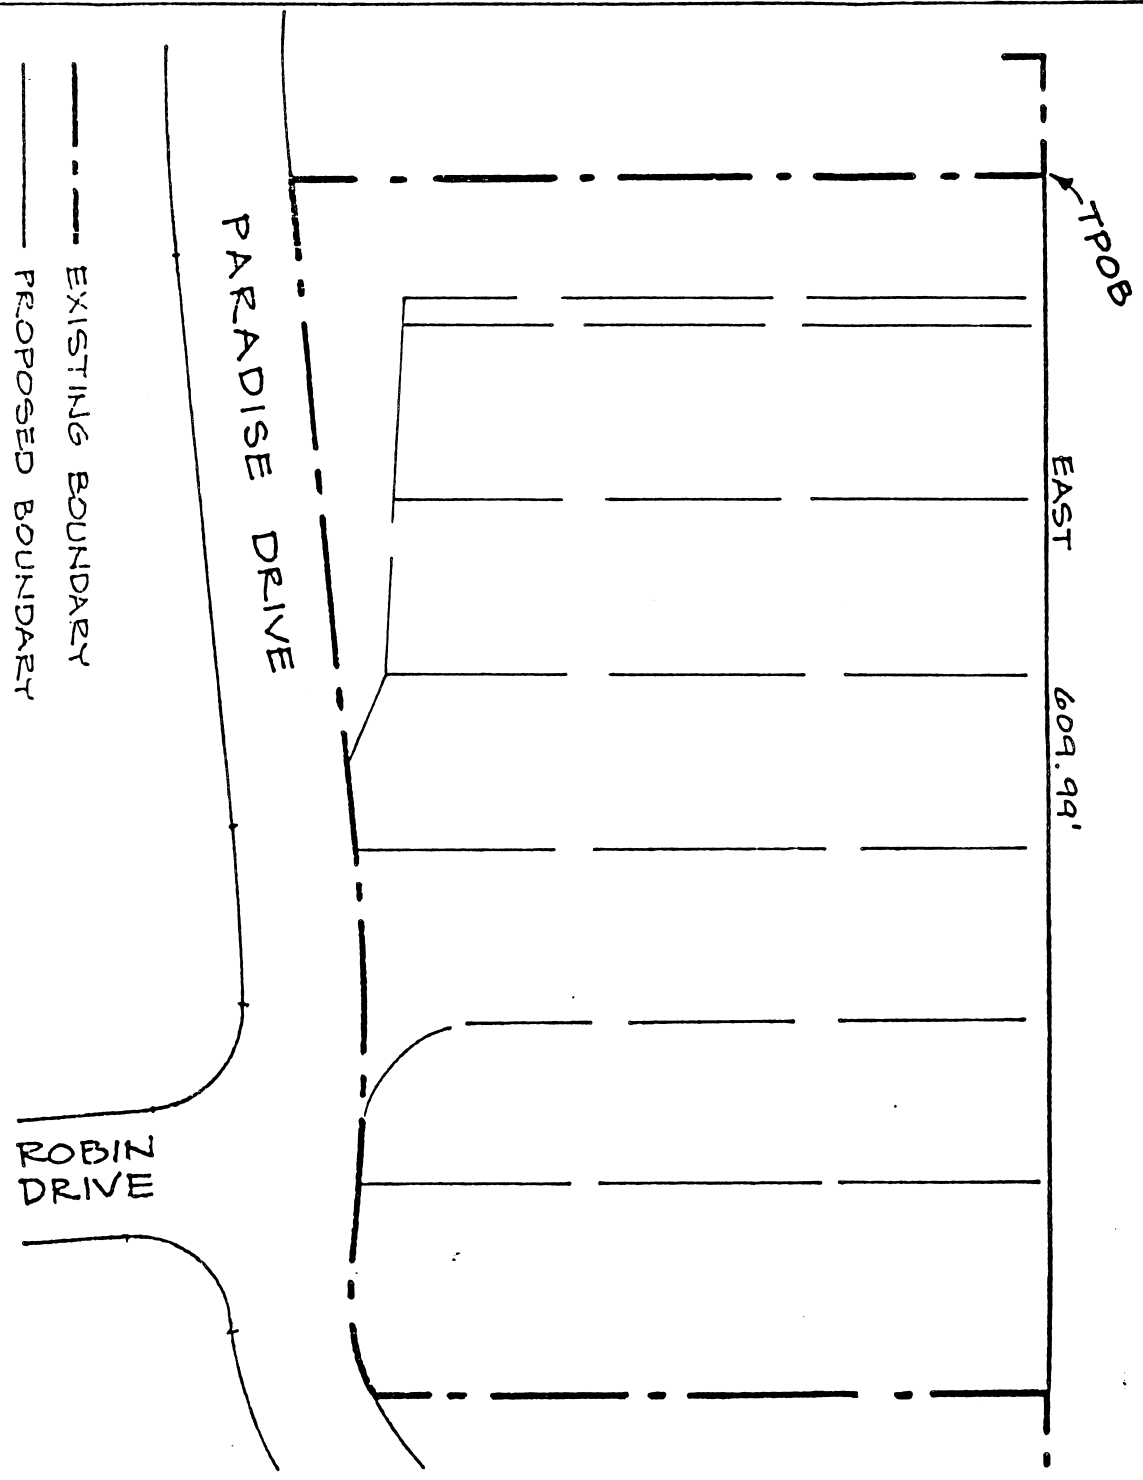 TPOB
EAST 609.99'
PARADISE DRIVE
EXISTING BOUNDARY
PROPOSED BOUNDARY
ROBIN
DRIVE